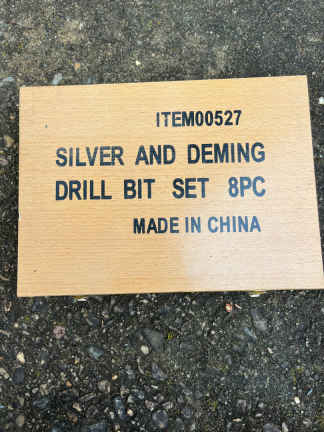 ITEM00527
SILVER AND DEMING
DRILL BIT SET 8PC
MADE IN CHINA